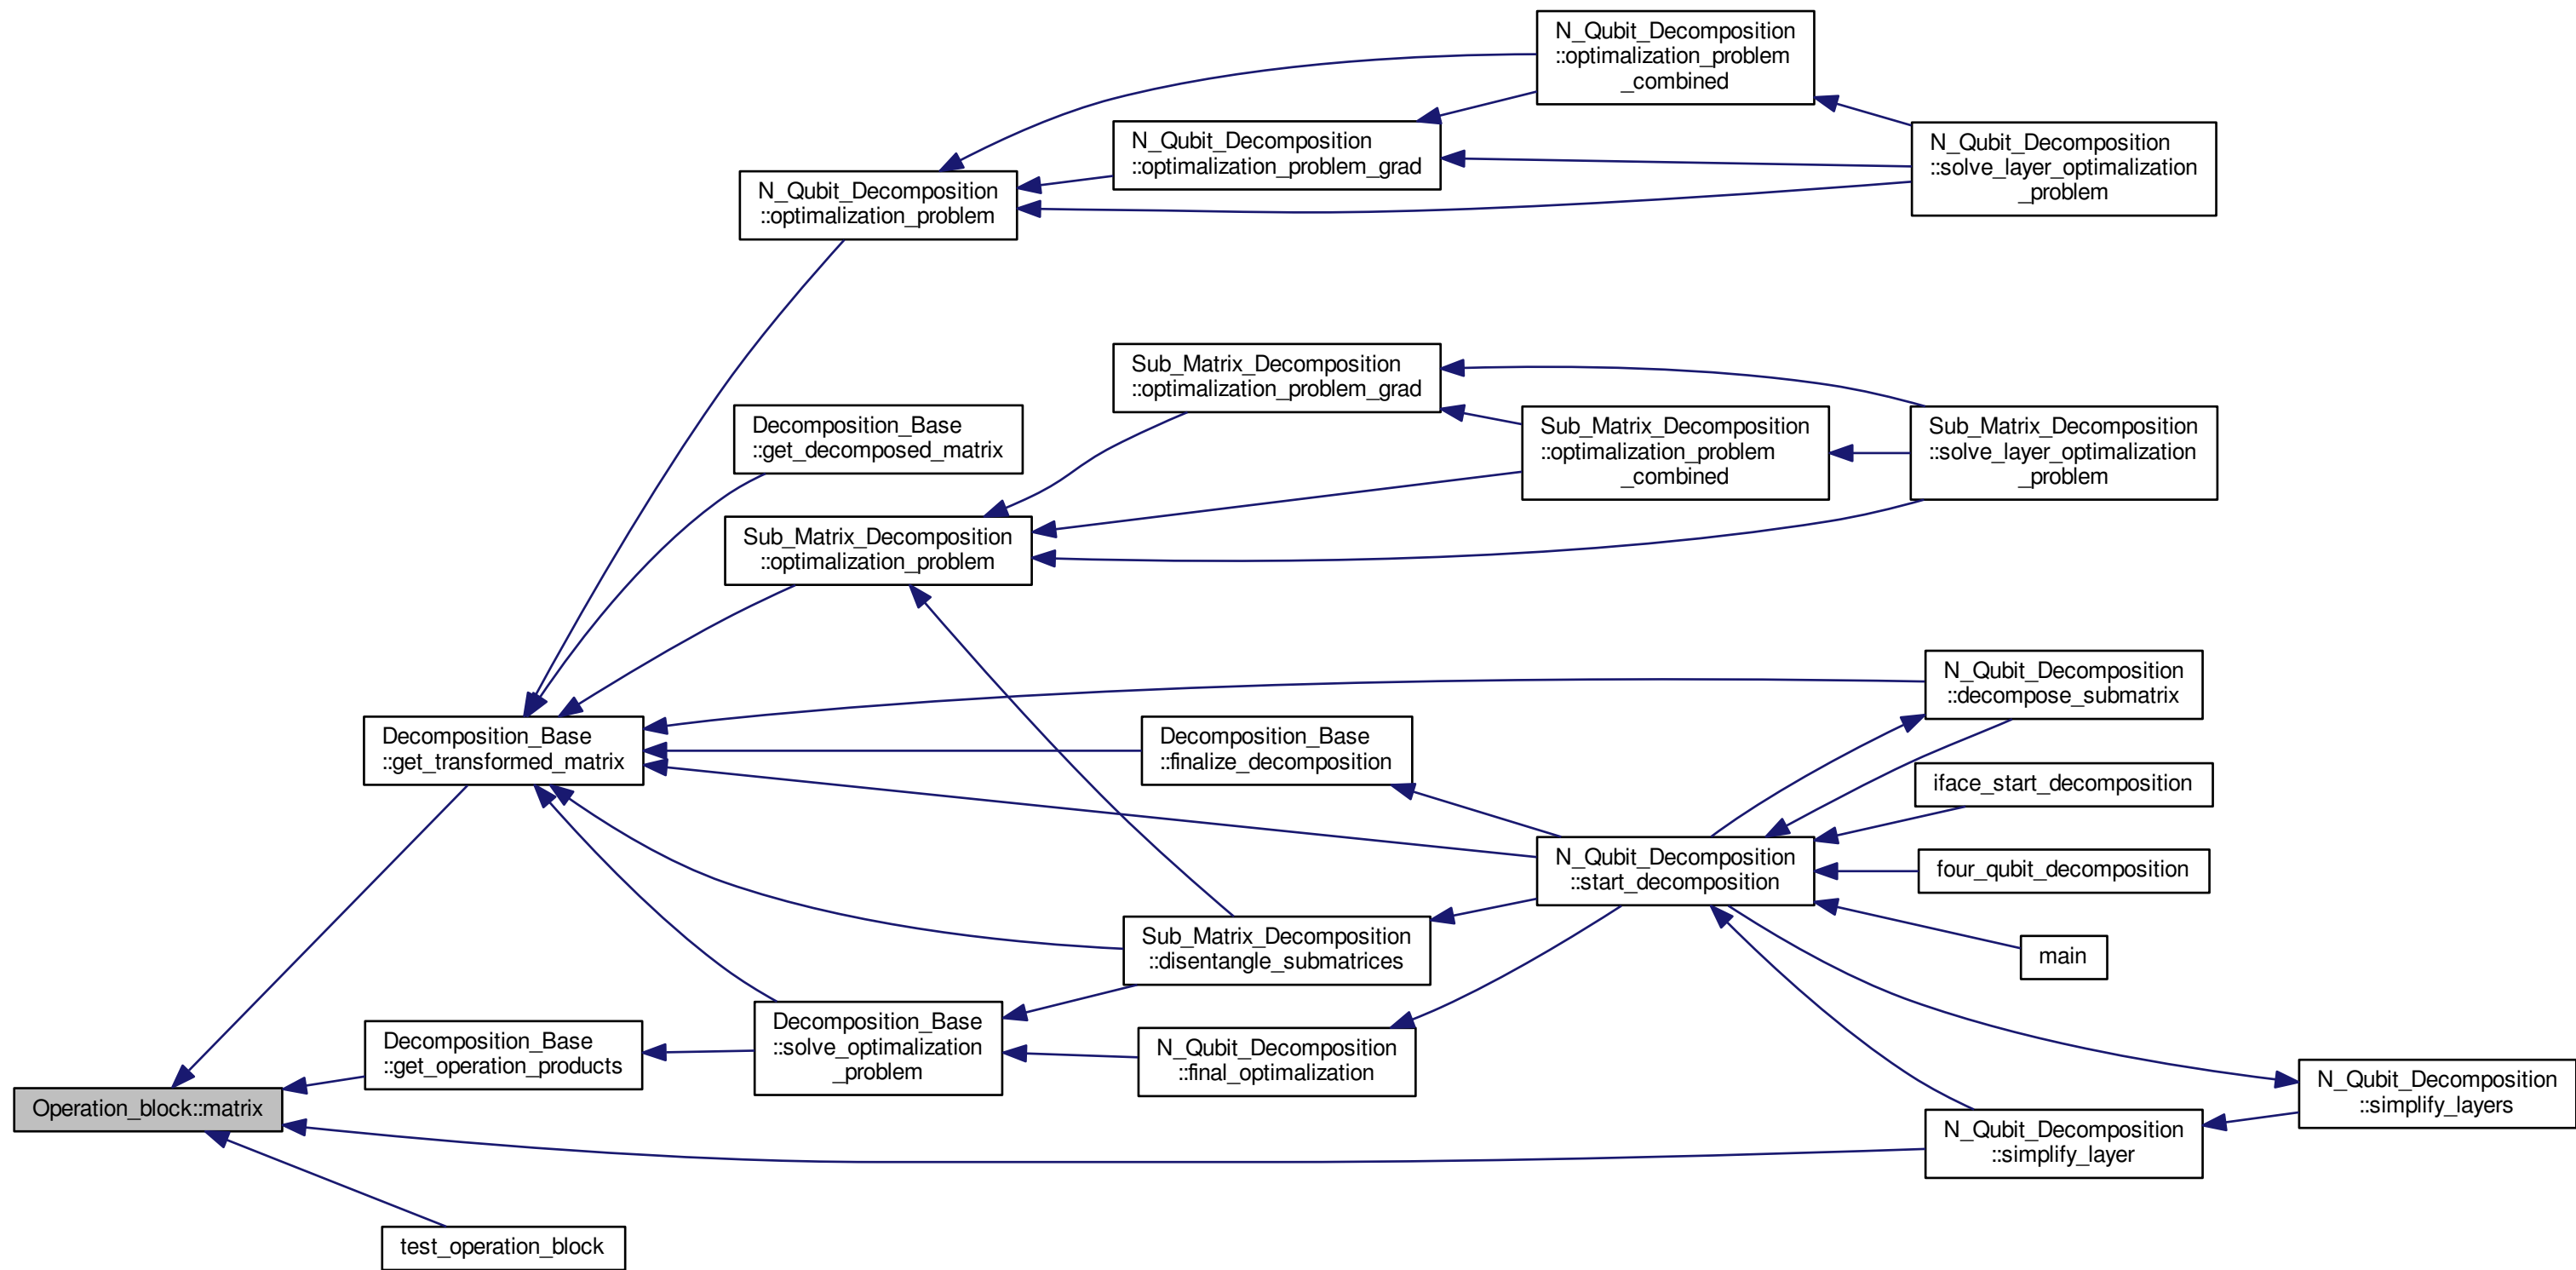 N_Qubit_Decomposition
::optimalization_problem
_combined
N_Qubit_Decomposition
::optimalization_problem_grad
N_Qubit_Decomposition
::solve_layer_optimalization
_problem
N_Qubit_Decomposition
::optimalization_problem
Sub_Matrix_Decomposition
::optimalization_problem_grad
Decomposition_Base
::get_decomposed_matrix
Sub_Matrix_Decomposition
::optimalization_problem
_combined
Sub_Matrix_Decomposition
::solve_layer_optimalization
_problem
Sub_Matrix_Decomposition
::optimalization_problem
N_Qubit_Decomposition
::decompose_submatrix
Decomposition_Base
::get_transformed_matrix
Decomposition_Base
::finalize_decomposition
iface_start_decomposition
N_Qubit_Decomposition
::start_decomposition
four_qubit_decomposition
Sub_Matrix_Decomposition
::disentangle_submatrices
main
Decomposition_Base
::solve_optimalization
_problem
Decomposition_Base
::get_operation_products
N_Qubit_Decomposition
::final_optimalization
N_Qubit_Decomposition
::simplify_layers
Operation_block::matrix
N_Qubit_Decomposition
::simplify_layer
test_operation_block